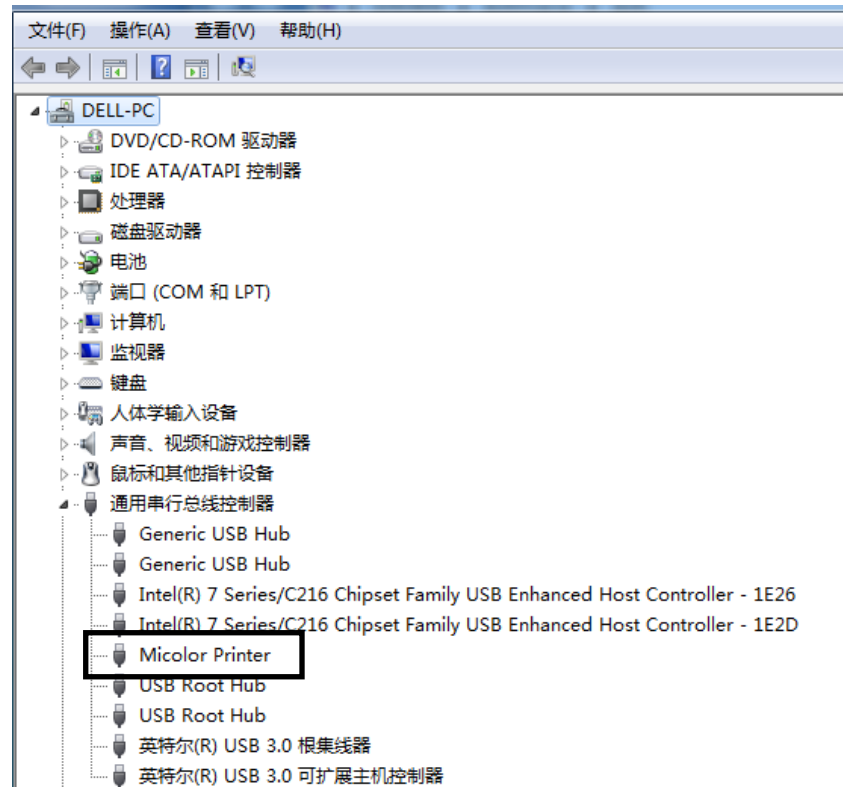 文件(F) 操作(A) 查看(V) 帮助(H)
DELL-PC
DVD/CD-ROM 驱动器
IDE ATA/ATAPI 控制器
处理器
磁盘驱动器
电池
端口 (COM 和 LPT)
计算机
监视器
键盘
人体学输入设备
声音、视频和游戏控制器
鼠标和其他指针设备
通用串行总线控制器
Generic USB Hub
Generic USB Hub
Intel(R) 7 Series/C216 Chipset Family USB Enhanced Host Controller - 1E26
Intel(R) 7 Series/C216 Chipset Family USB Enhanced Host Controller - 1E2D
Micolor Printer
USB Root Hub
USB Root Hub
英特尔(R) USB 3.0 根集线器
英特尔(R) USB 3.0 可扩展主机控制器